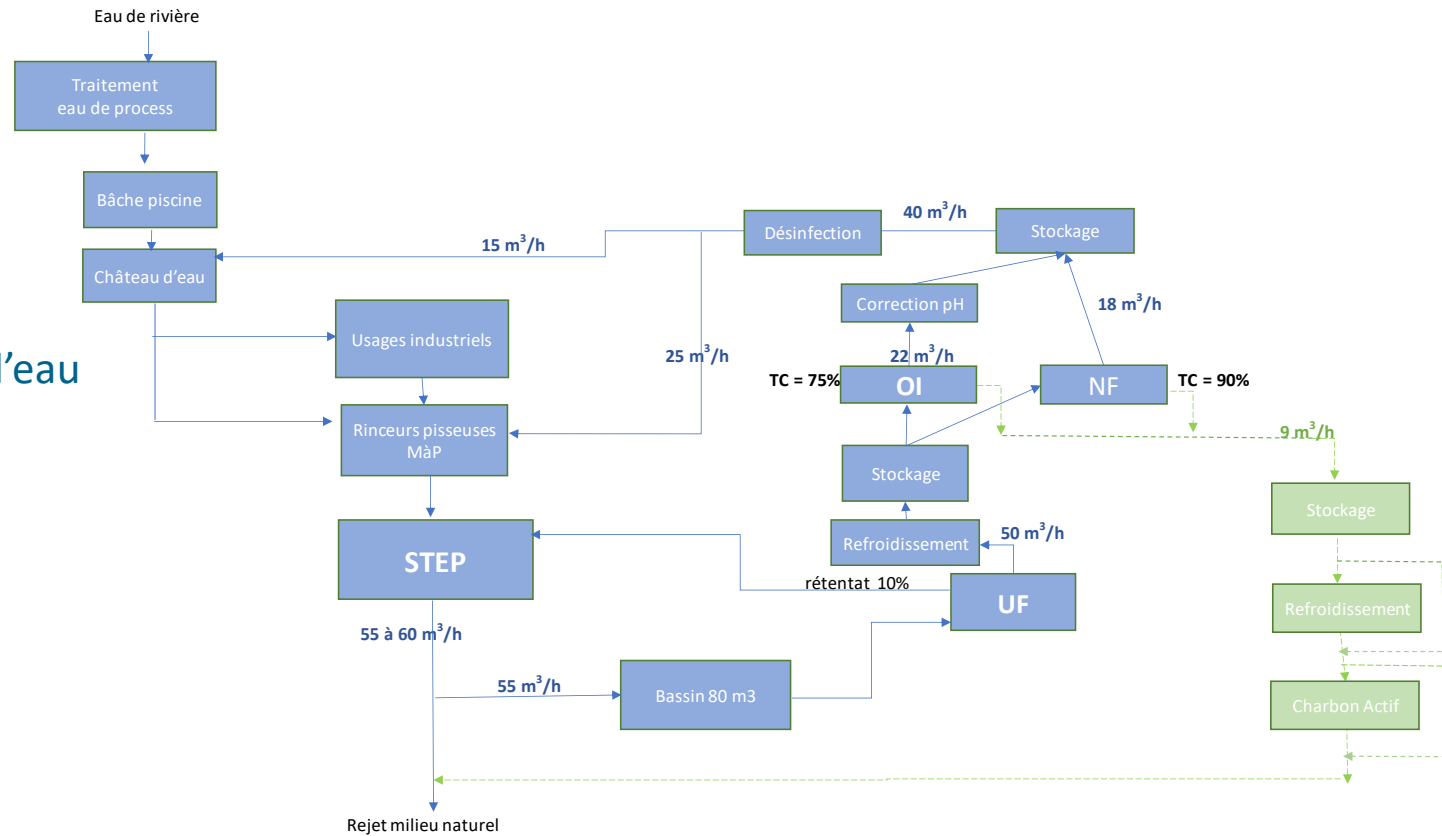 Eau de rivière
Traitement
eau de process
Bâche piscine
Château d'eau
15 m³/h
Désinfection
40 m³/h
Stockage
Correction pH
18 m³/h
Usages industriels
25 m³/h
22 m³/h
TC = 75%
OI
NF
TC = 90%
l'eau
Rinceurs pisseuses
MàP
9 m³/h
Stockage
Stockage
STEP
Refroidissement
50 m³/h
rétentat 10%
UF
Refroidissement
55 à 60 m³/h
55 m³/h
Bassin 80 m3
Charbon Actif
Rejet milieu naturel